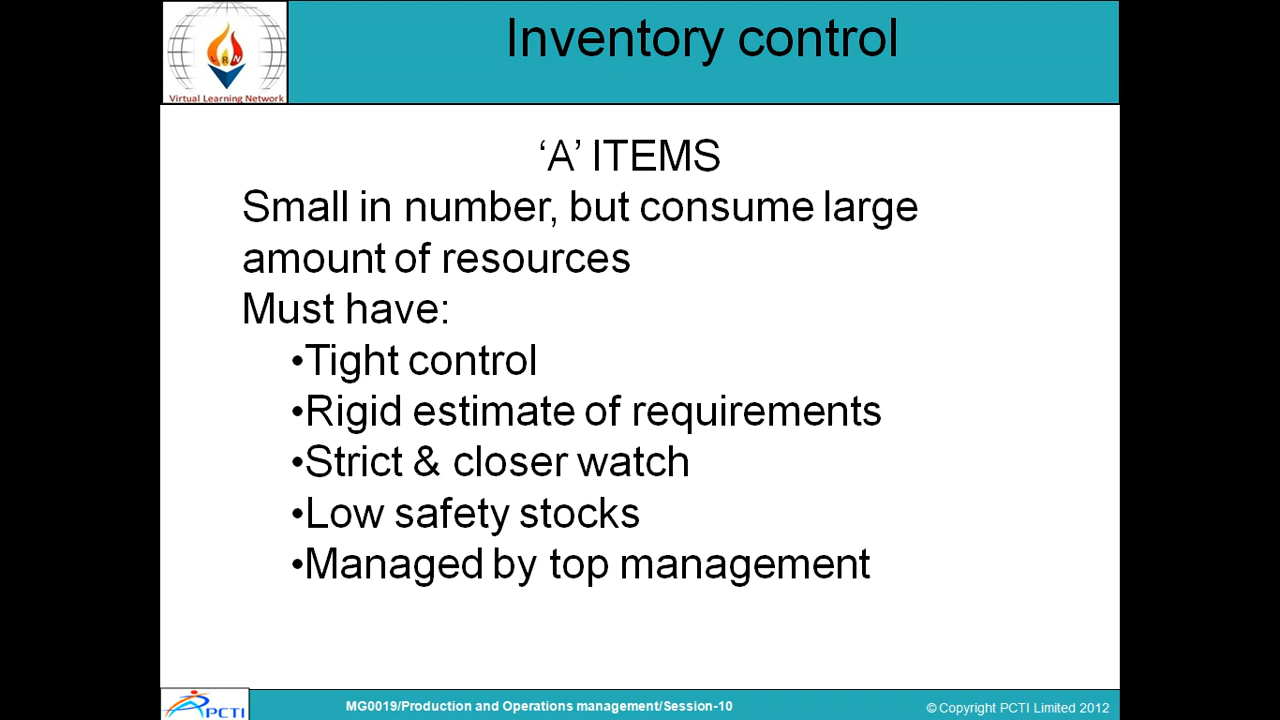 Inventory control
LRN
Virtual Learning Network
‘A’ ITEMS
Small in number, but consume large
amount of resources
Must have:
•Tight control
•Rigid estimate of requirements
•Strict & closer watch
•Low safety stocks
•Managed by top management
PCTI
MG0019/Production and Operations management/Session-10
© Copyright PCTI Limited 2012